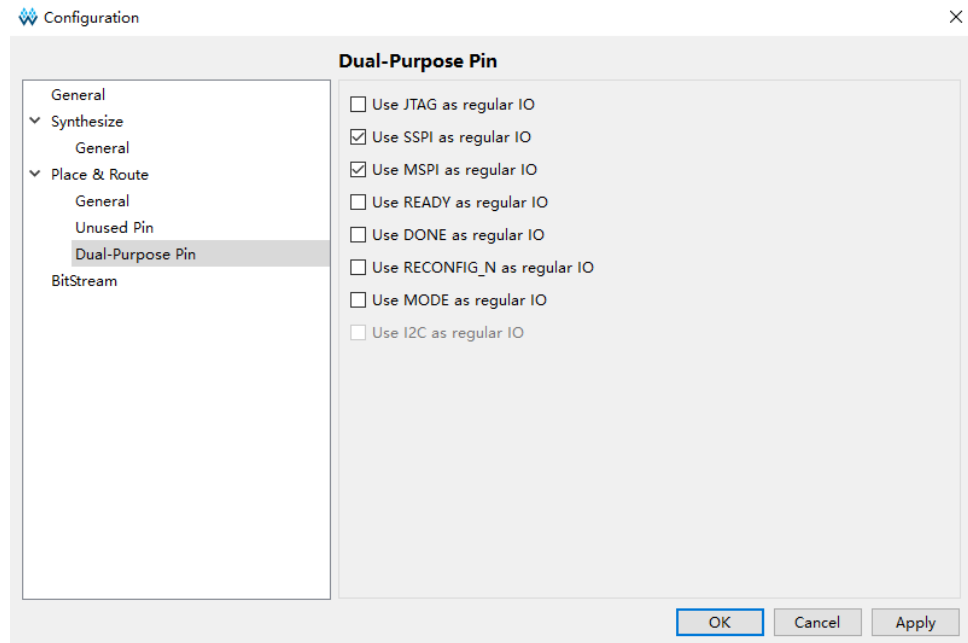 Configuration
Dual-Purpose Pin
General
Synthesize
General
Place & Route
General
Unused Pin
Dual-Purpose Pin
BitStream
Use JTAG as regular IO
Use SSPI as regular IO
Use MSPI as regular IO
Use READY as regular IO
Use DONE as regular IO
Use RECONFIG_N as regular IO
Use MODE as regular IO
Use I2C as regular IO
OK
Cancel
Apply